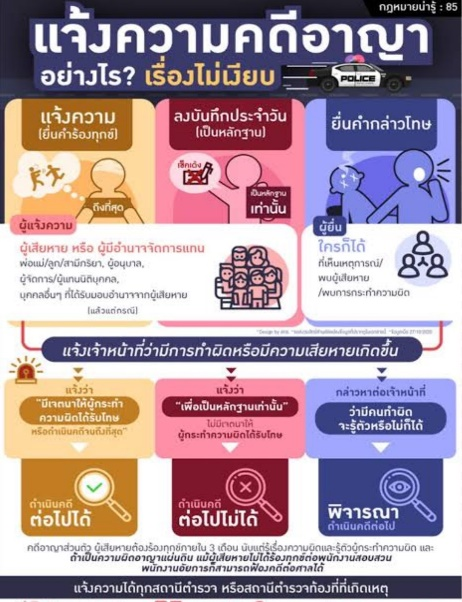 กฎหมายน่ารู้ : 85
แจ้งความคดีอาญา
อย่างไร? เรื่องไม่เงียบ
POLICE
แจ้งความ
(ยื่นคำร้องทุกข์)
ถึงที่สุด
ลงบันทึกประจำวัน
(เป็นหลักฐาน)
เช็คเด้ง
เป็นหลักฐาน
เท่านั้น
ยื่นคำกล่าวโทษ
ผู้แจ้งความ
ผู้เสียหาย หรือ ผู้มีอำนาจจัดการแทน
พ่อแม่/ลูก/สามีภริยา, ผู้อนุบาล,
ผู้จัดการ/ผู้แทนนิติบุคคล,
บุคคลอื่นๆ ที่ได้รับมอบอำนาจจากผู้เสียหาย
(แล้วแต่กรณี)
ผู้ยื่น
ใครก็ได้
ที่เห็นเหตุการณ์/
พบผู้เสียหาย
/พบการกระทำความผิด
แจ้งเจ้าหน้าที่ว่ามีการทำผิดหรือมีความเสียหายเกิดขึ้น
แจ้งว่า
"มีเจตนาให้ผู้กระทำ
ความผิดได้รับโทษ
หรือดำเนินคดีจนถึงที่สุด"
ดำเนินคดี
ต่อไปได้
แจ้งว่า
"เพื่อเป็นหลักฐานเท่านั้น"
ไม่มีเจตนาให้
ผู้กระทำความผิดได้รับโทษ
ดำเนินคดี
ต่อไปไม่ได้
กล่าวหาต่อเจ้าหน้าที่
ว่ามีคนทำผิด
จะรู้ตัวหรือไม่ก็ได้
พิจารณา
ดำเนินคดีต่อไป
คดีอาญาส่วนตัว ผู้เสียหายต้องร้องทุกข์ภายใน 3 เดือน นับแต่รู้เรื่องความผิดและรู้ตัวผู้กระทำความผิด และ
ถ้าเป็นความผิดอาญาแผ่นดิน แม้ผู้เสียหายไม่ได้ร้องทุกข์ต่อพนักงานสอบสวน
พนักงานอัยการก็สามารถฟ้องคดีต่อศาลได้
แจ้งความได้ทุกสถานีตำรวจ หรือสถานีตำรวจท้องที่ที่เกิดเหตุ